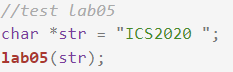 //test lab05
char *str = "ICS2020 ";
lab05(str);